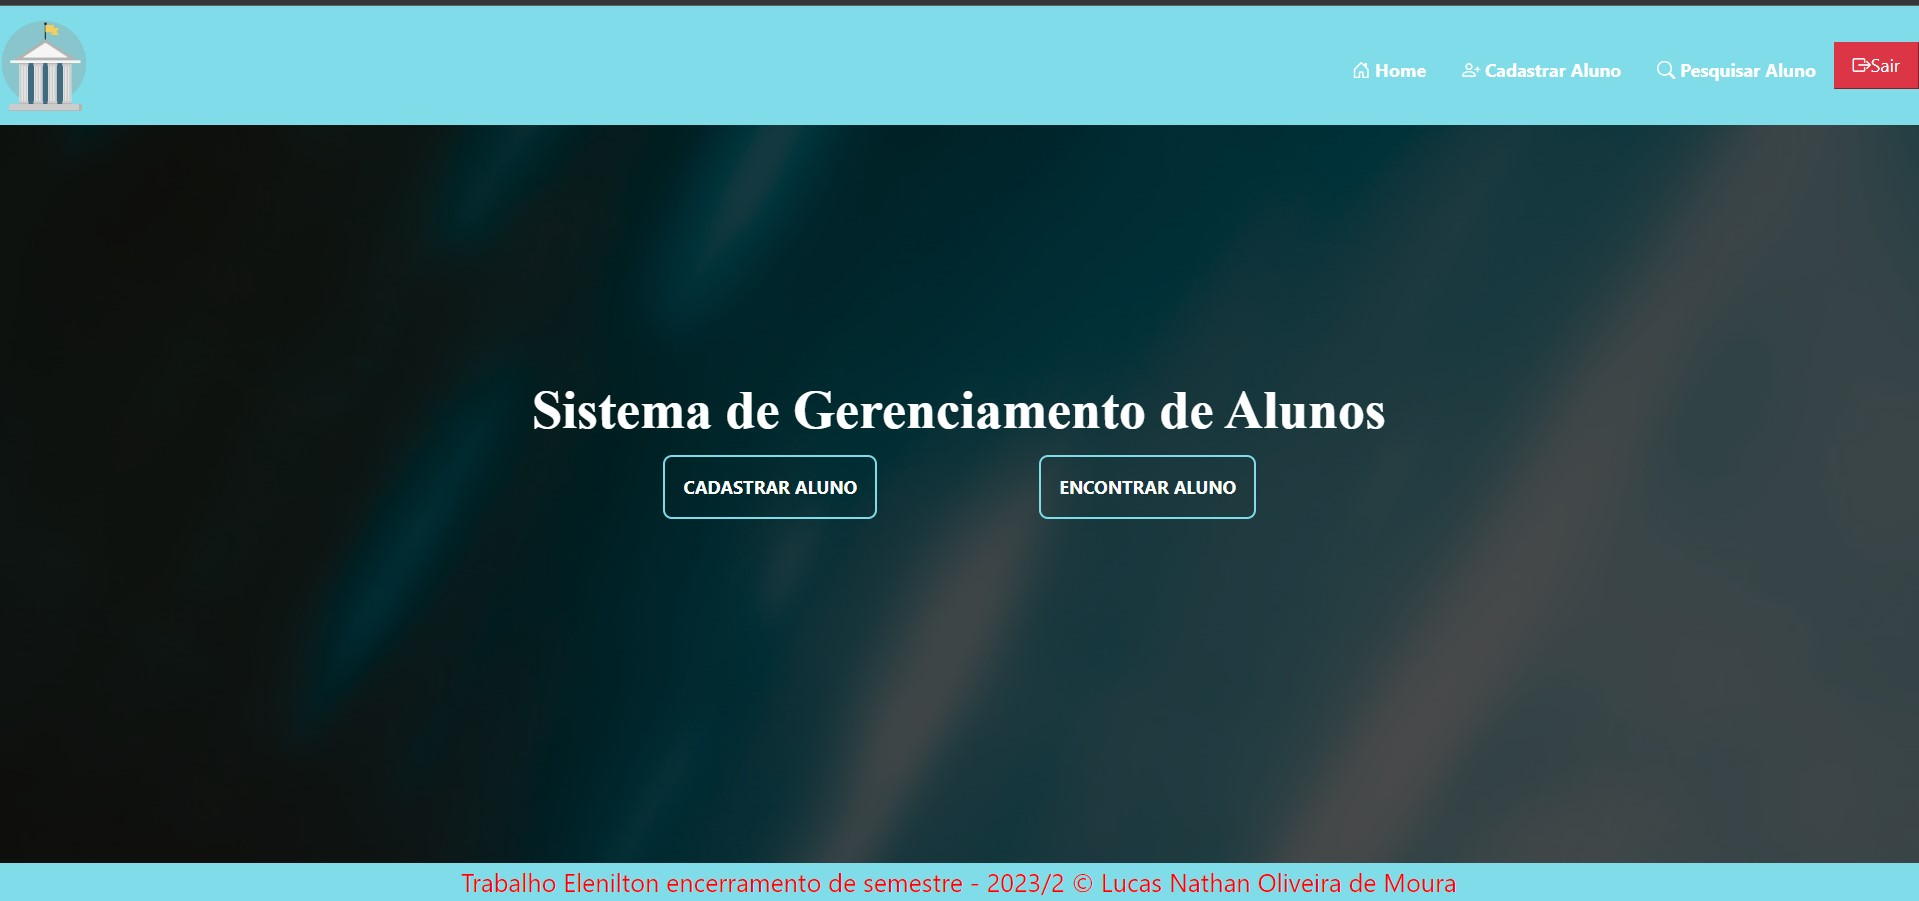 Home Cadastrar Aluno Pesquisar Aluno Sair
Sistema de Gerenciamento de Alunos
CADASTRAR ALUNO ENCONTRAR ALUNO
Trabalho Elenilton encerramento de semestre - 2023/2 © Lucas Nathan Oliveira de Moura